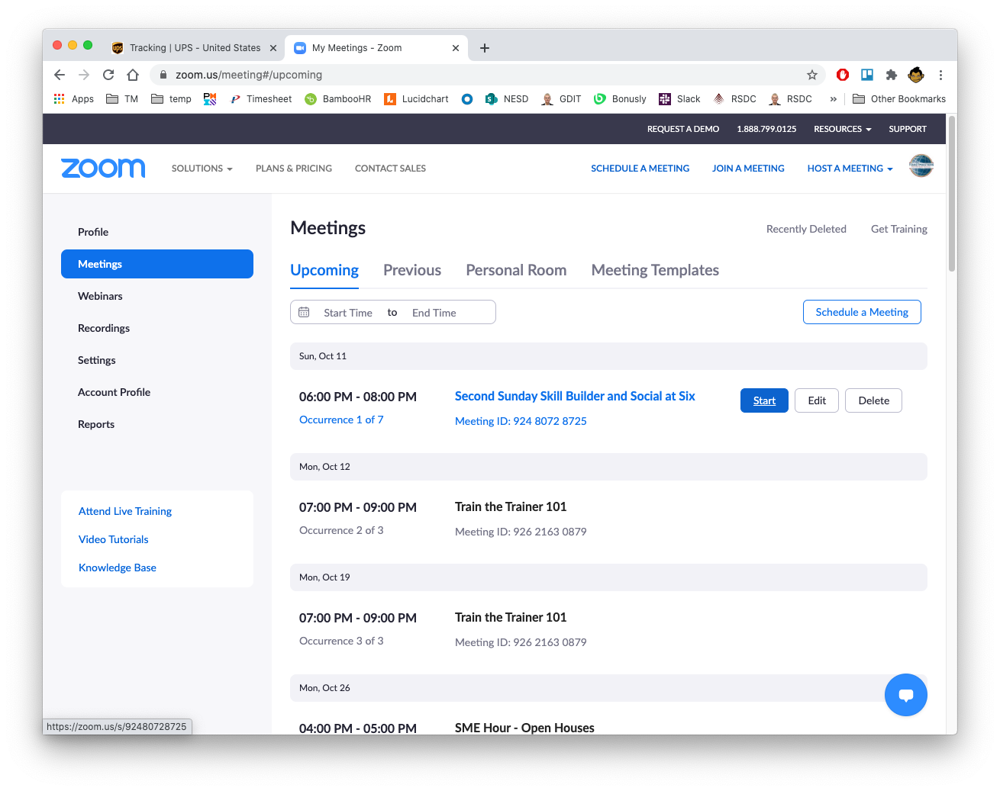 Tracking | UPS - United States
My Meetings - Zoom
zoom.us/meeting#/upcoming
Apps TM temp Timesheet BambooHR Lucidchart NESD GDIT Bonusly Slack RSDC RSDC » Other Bookmarks
REQUEST A DEMO 1.888.799.0125 RESOURCES SUPPORT
zoom SOLUTIONS PLANS & PRICING CONTACT SALES SCHEDULE A MEETING JOIN A MEETING HOST A MEETING
Profile
Meetings
Webinars
Recordings
Settings
Account Profile
Reports
Attend Live Training
Video Tutorials
Knowledge Base
Meetings
Recently Deleted Get Training
Upcoming Previous Personal Room Meeting Templates
Start Time to End Time
Schedule a Meeting
Sun, Oct 11
06:00 PM - 08:00 PM Second Sunday Skill Builder and Social at Six Start Edit Delete
Occurrence 1 of 7 Meeting ID: 924 8072 8725
Mon, Oct 12
07:00 PM - 09:00 PM Train the Trainer 101
Occurrence 2 of 3 Meeting ID: 926 2163 0879
Mon, Oct 19
07:00 PM - 09:00 PM Train the Trainer 101
Occurrence 3 of 3 Meeting ID: 926 2163 0879
Mon, Oct 26
04:00 PM - 05:00 PM SME Hour - Open Houses
https://zoom.us/s/92480728725